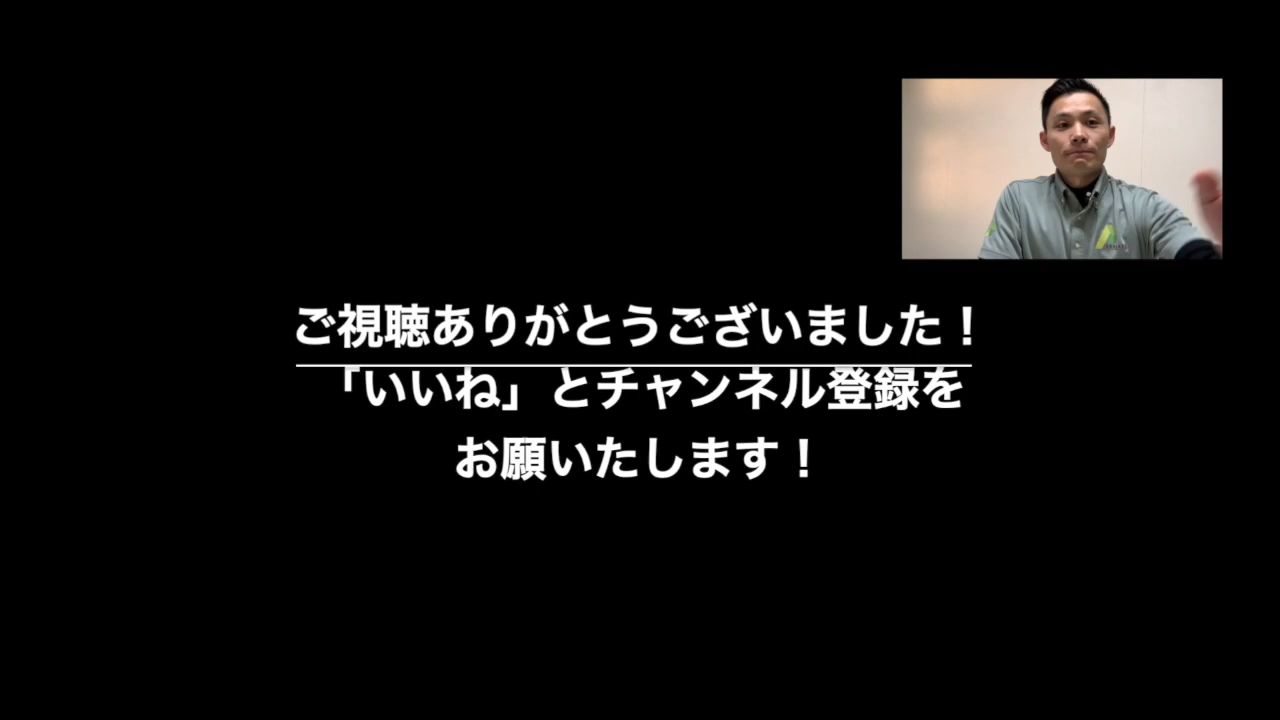 ご視聴ありがとうございました！
「いいね」とチャンネル登録を
お願いいたします！